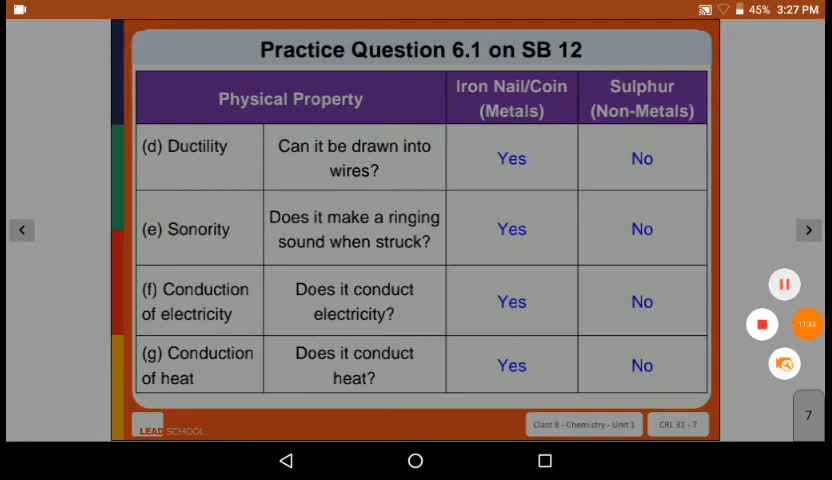 45% 3:27 PM
Practice Question 6.1 on SB 12
Physical Property
Iron Nail/Coin
(Metals)
Sulphur
(Non-Metals)
(d) Ductility
Can it be drawn into
wires?
Yes
No
(e) Sonority
Does it make a ringing
sound when struck?
Yes
No
(f) Conduction
of electricity
Does it conduct
electricity?
Yes
No
(g) Conduction
of heat
Does it conduct
heat?
Yes
No
LEAD SCHOOL
Class 8 - Chemistry - Unit 1
CRL 31 - 7
7